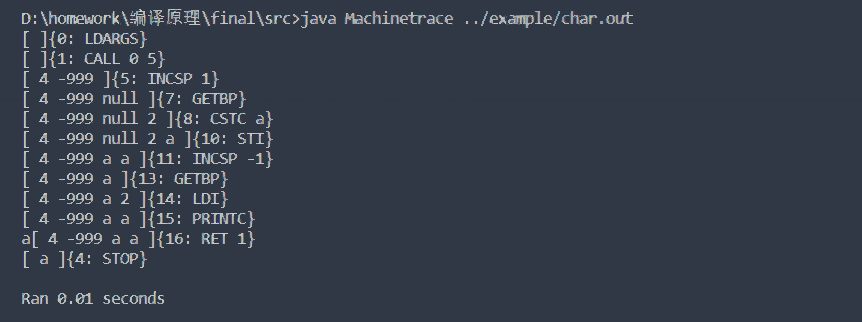 D:\homework\编译原理\final\src>java Machinetrace ../example/char.out
[ ]{0: LDARGS}
[ ]{1: CALL 0 5}
[ 4 -999 ]{5: INCSP 1}
[ 4 -999 null ]{7: GETBP}
[ 4 -999 null 2 ]{8: CSTC a}
[ 4 -999 null 2 a ]{10: STI}
[ 4 -999 a a ]{11: INCSP -1}
[ 4 -999 a ]{13: GETBP}
[ 4 -999 a 2 ]{14: LDI}
[ 4 -999 a a ]{15: PRINTC}
a[ 4 -999 a a ]{16: RET 1}
[ a ]{4: STOP}
Ran 0.01 seconds